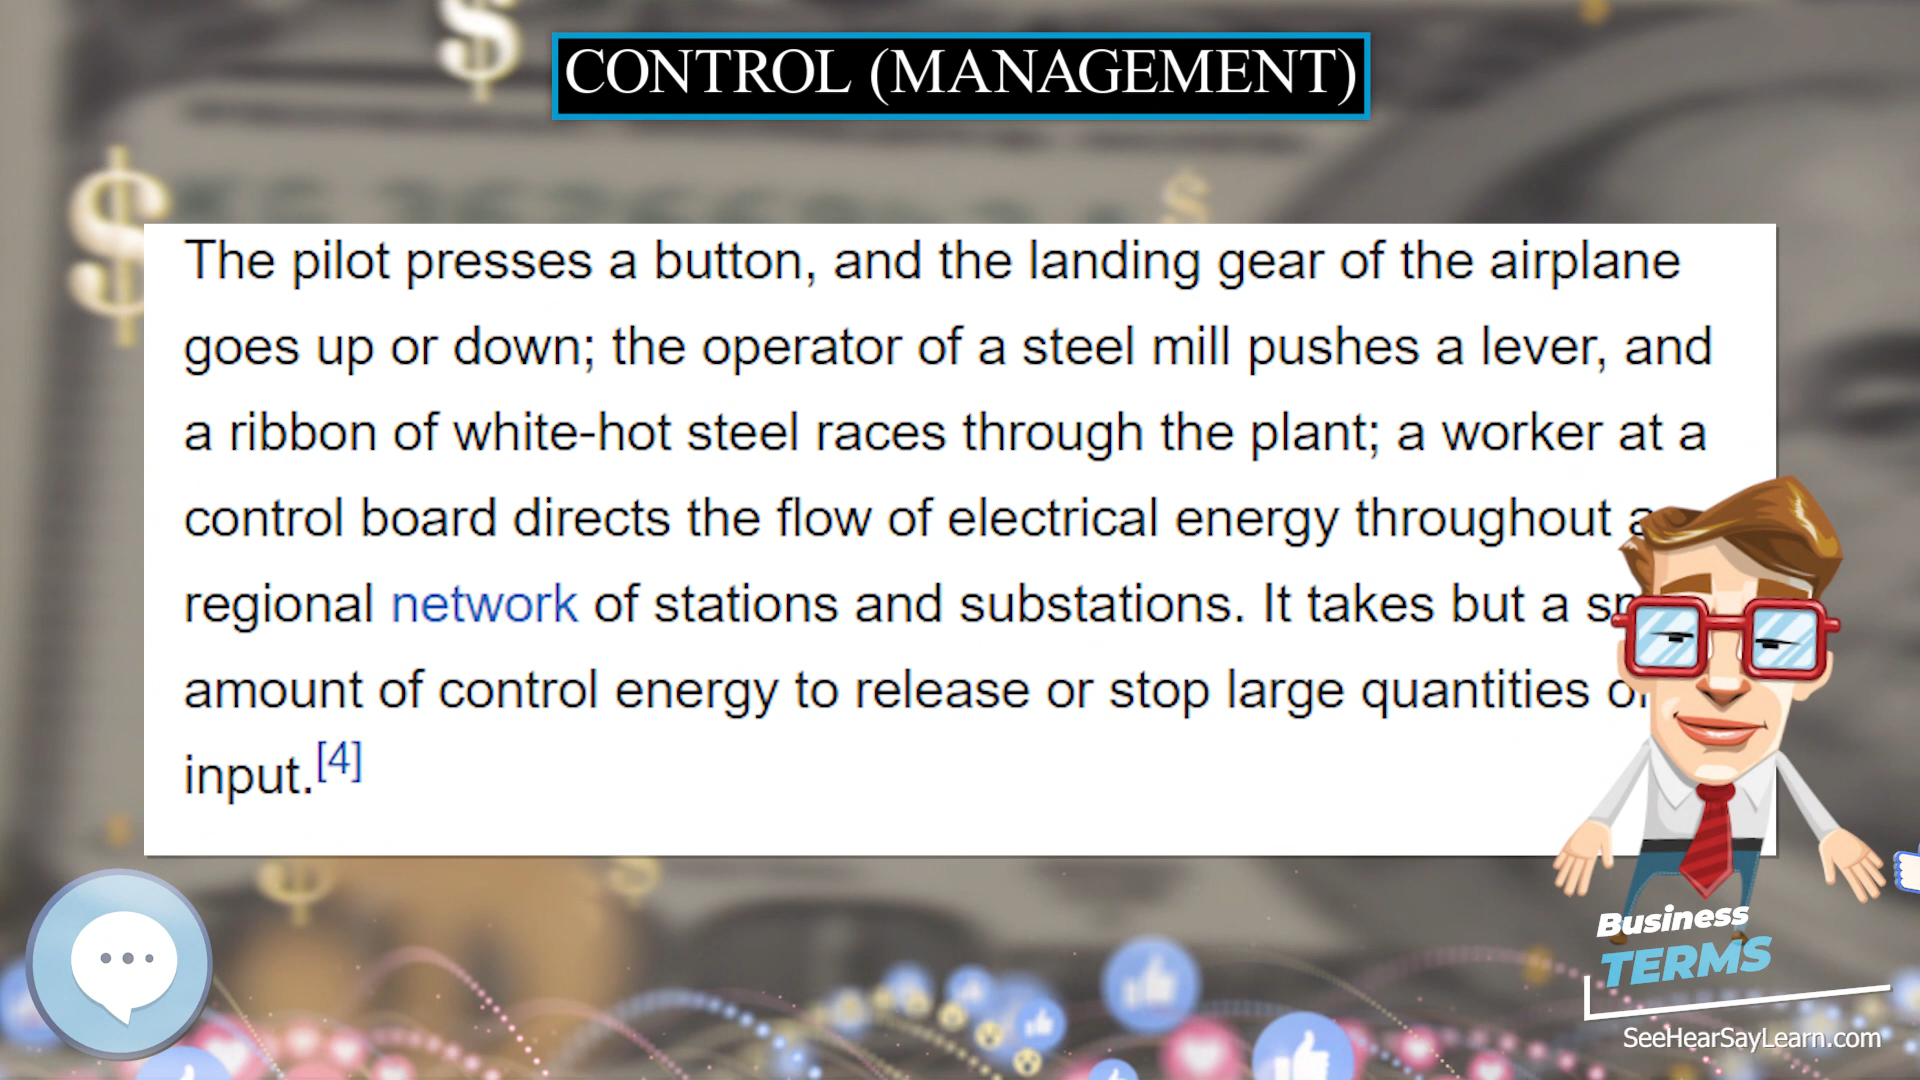 CONTROL (MANAGEMENT)
The pilot presses a button, and the landing gear of the airplane
goes up or down; the operator of a steel mill pushes a lever, and
a ribbon of white-hot steel races through the plant; a worker at a
control board directs the flow of electrical energy throughout a
regional network of stations and substations. It takes but a
amount of control energy to release or stop large quantities of
input.[4]
Business
TERMS
SeeHearSayLearn.com